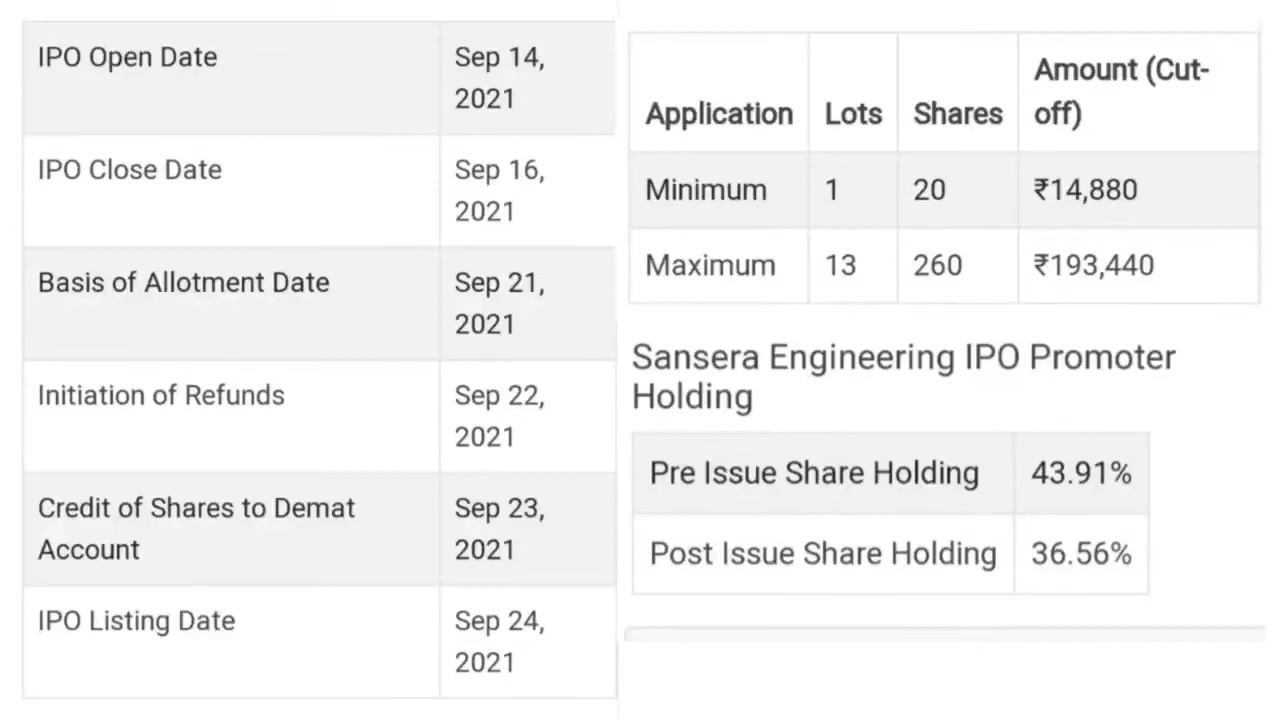 IPO Open Date
Sep 14,
2021
IPO Close Date
Sep 16,
2021
Basis of Allotment Date
Sep 21,
2021
Initiation of Refunds
Sep 22,
2021
Credit of Shares to Demat
Account
Sep 23,
2021
IPO Listing Date
Sep 24,
2021
Application Lots Shares Amount (Cut-
off)
Minimum 1 20 ₹14,880
Maximum 13 260 ₹193,440
Sansera Engineering IPO Promoter
Holding
Pre Issue Share Holding 43.91%
Post Issue Share Holding 36.56%